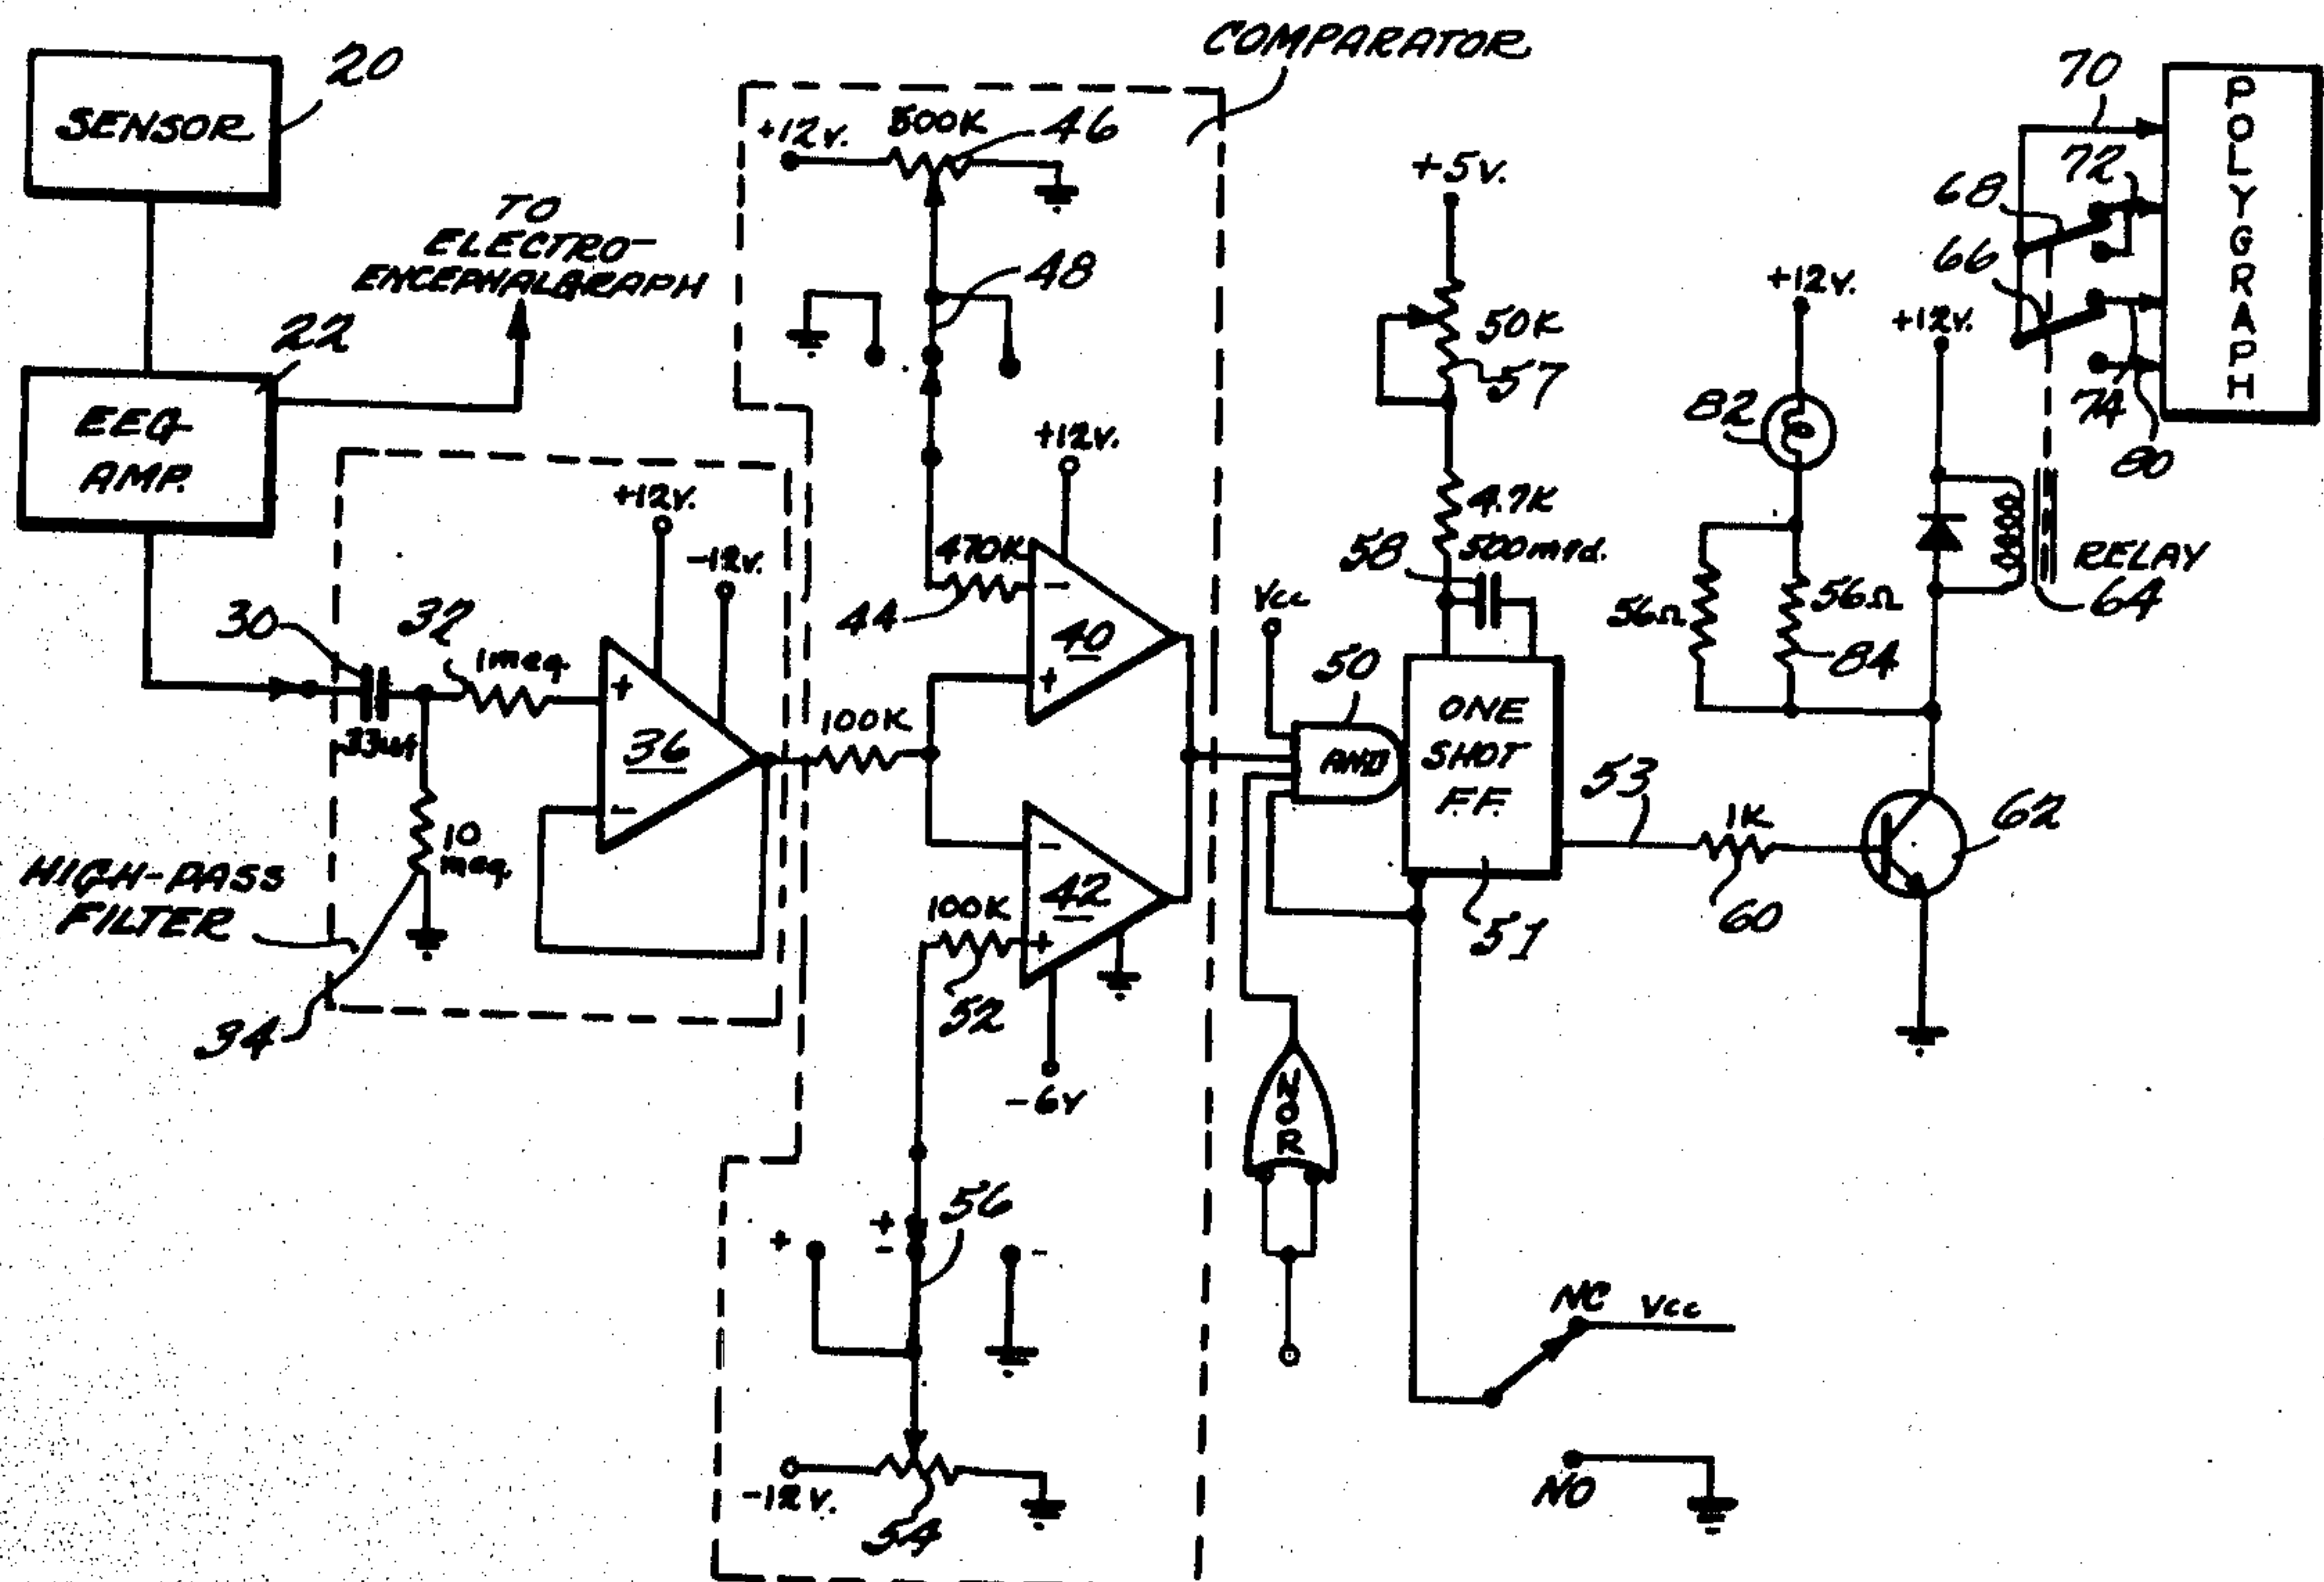 COMPARATOR
20
SENSOR
+12v.
500K
46
70
POLYGRAPH
72
68
66
+5v.
TO
ELECTRO-
ENCEPHALGRAPH
48
22
EEG
AMP.
50K
57
+12v.
+12v.
82
74
80
+12v.
+12v.
-12v.
470K
44
40
-
+
4.7K
58
500mfd.
Vcc
50
56Ω
56Ω
84
RELAY
64
30
32
1meg.
+
36
-
100K
AND
ONE
SHOT
F.F.
53
1K
60
62
10
meg.
HIGH-PASS
FILTER
34
-
42
+
100K
52
51
-6v
NOR
+
+
-
56
-
-12v.
54
NC
Vcc
NO